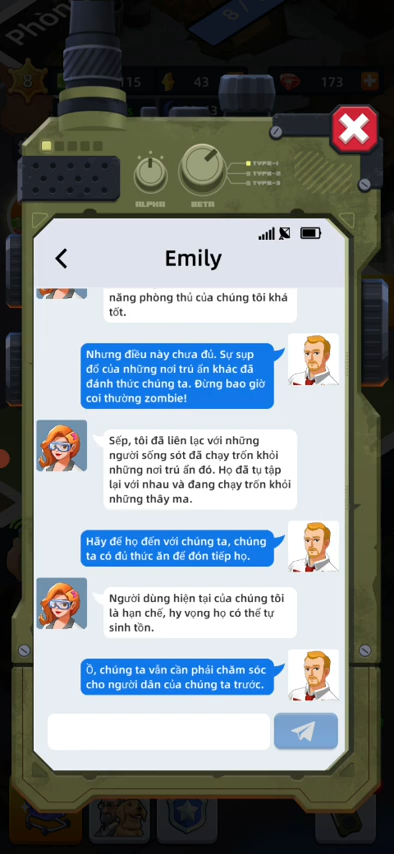 Phòn
8 /
8
115
43
173
TYPE-1
TYPE-2
TYPE-3
ALPHA
BETA
Emily
năng phòng thủ của chúng tôi khá
tốt.
Nhưng điều này chưa đủ. Sự sụp
đổ của những nơi trú ẩn khác đã
đánh thức chúng ta. Đừng bao giờ
coi thường zombie!
Sếp, tôi đã liên lạc với những
người sống sót đã chạy trốn khỏi
những nơi trú ẩn đó. Họ đã tụ tập
lại với nhau và đang chạy trốn khỏi
những thây ma.
Hãy để họ đến với chúng ta, chúng
ta có đủ thức ăn để đón tiếp họ.
Người dùng hiện tại của chúng tôi
là hạn chế, hy vọng họ có thể tự
sinh tồn.
Ồ, chúng ta vẫn cần phải chăm sóc
cho người dân của chúng ta trước.